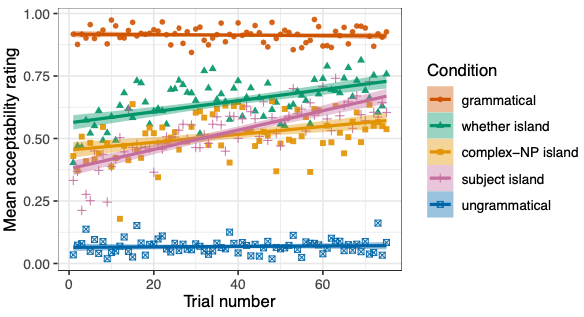 Mean acceptability rating
1.00
0.75
0.50
0.25
0.00
0
20
40
60
Trial number
Condition
grammatical
whether island
complex−NP island
subject island
ungrammatical